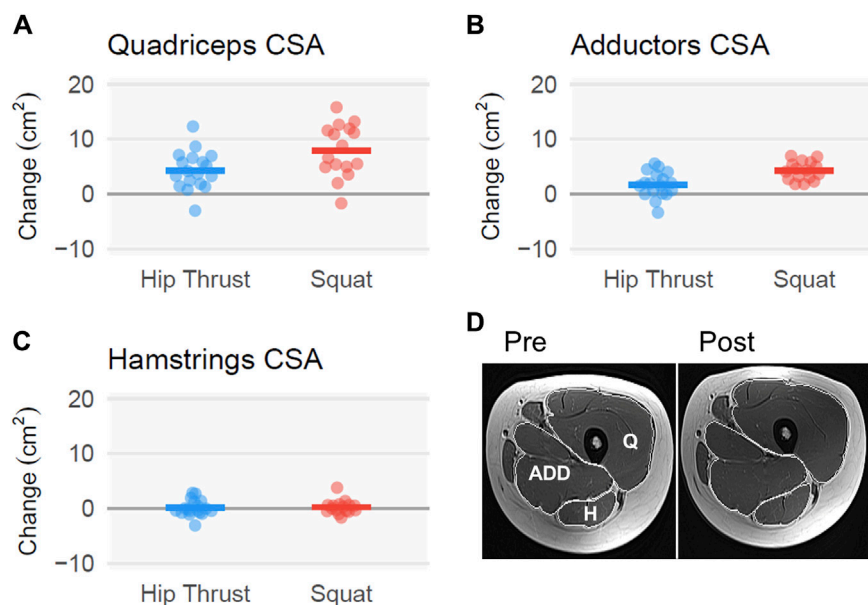 A
Quadriceps CSA
Change (cm²)
20
10
0
−10
Hip Thrust Squat
B
Adductors CSA
Change (cm²)
20
10
0
−10
Hip Thrust Squat
C
Hamstrings CSA
Change (cm²)
20
10
0
−10
Hip Thrust Squat
D
Pre Post
Q
ADD
H